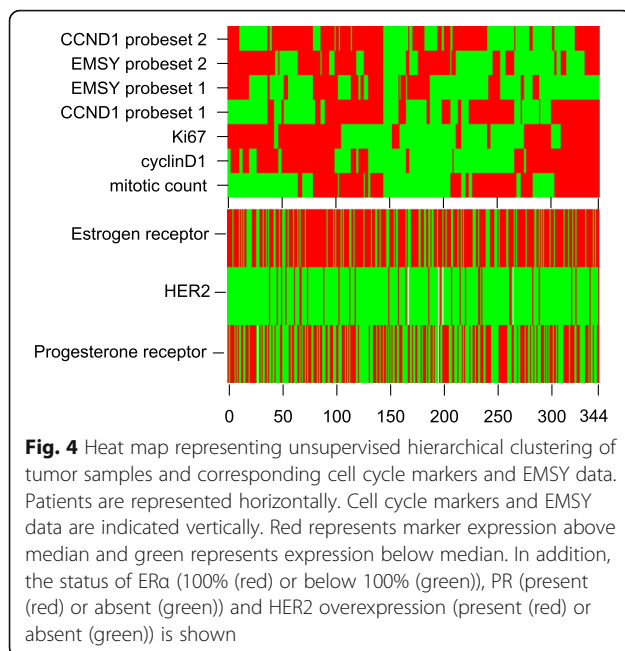 CCND1 probeset 2
EMSY probeset 2
EMSY probeset 1
CCND1 probeset 1
Ki67
cyclinD1
mitotic count
Estrogen receptor
HER2
Progesterone receptor
0 50 100 150 200 250 300 344
Fig. 4 Heat map representing unsupervised hierarchical clustering of
tumor samples and corresponding cell cycle markers and EMSY data.
Patients are represented horizontally. Cell cycle markers and EMSY
data are indicated vertically. Red represents marker expression above
median and green represents expression below median. In addition,
the status of ERα (100% (red) or below 100% (green)), PR (present
(red) or absent (green)) and HER2 overexpression (present (red) or
absent (green)) is shown